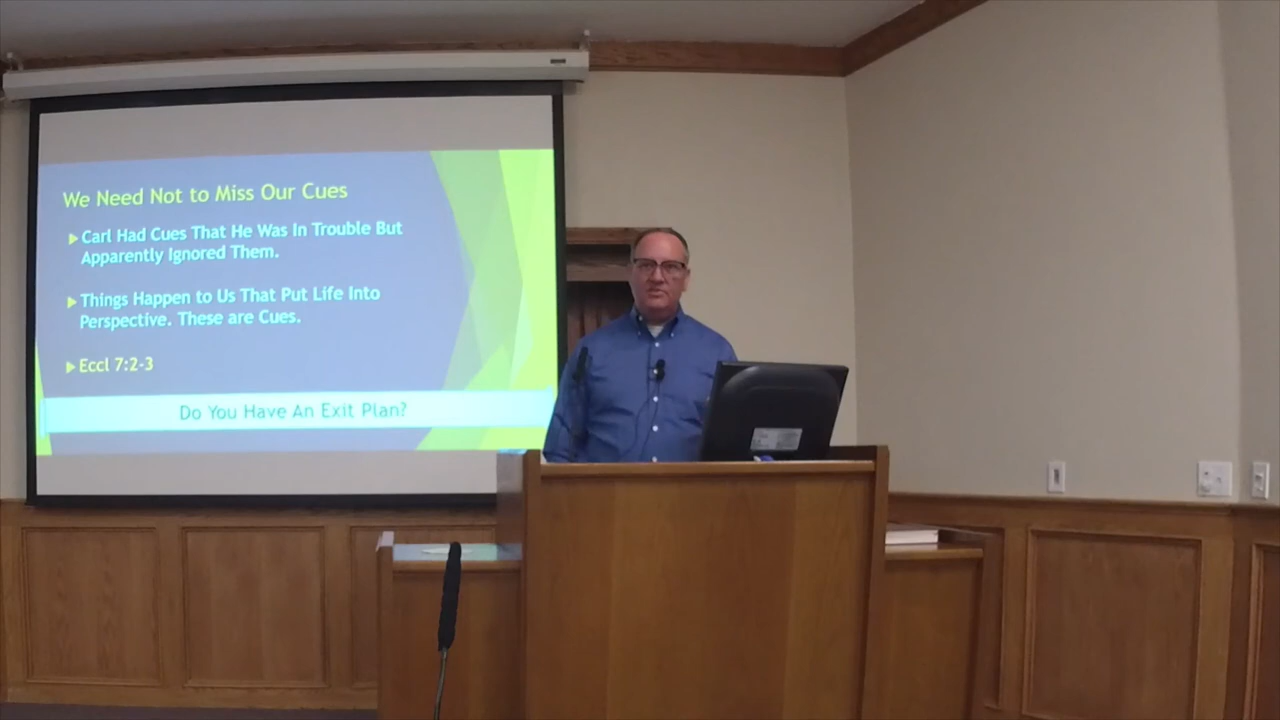 We Need Not to Miss Our Cues
Carl Had Cues That He Was In Trouble But
Apparently Ignored Them.
Things Happen to Us That Put Life Into
Perspective. These are Cues.
Eccl 7:2-3
Do You Have An Exit Plan?